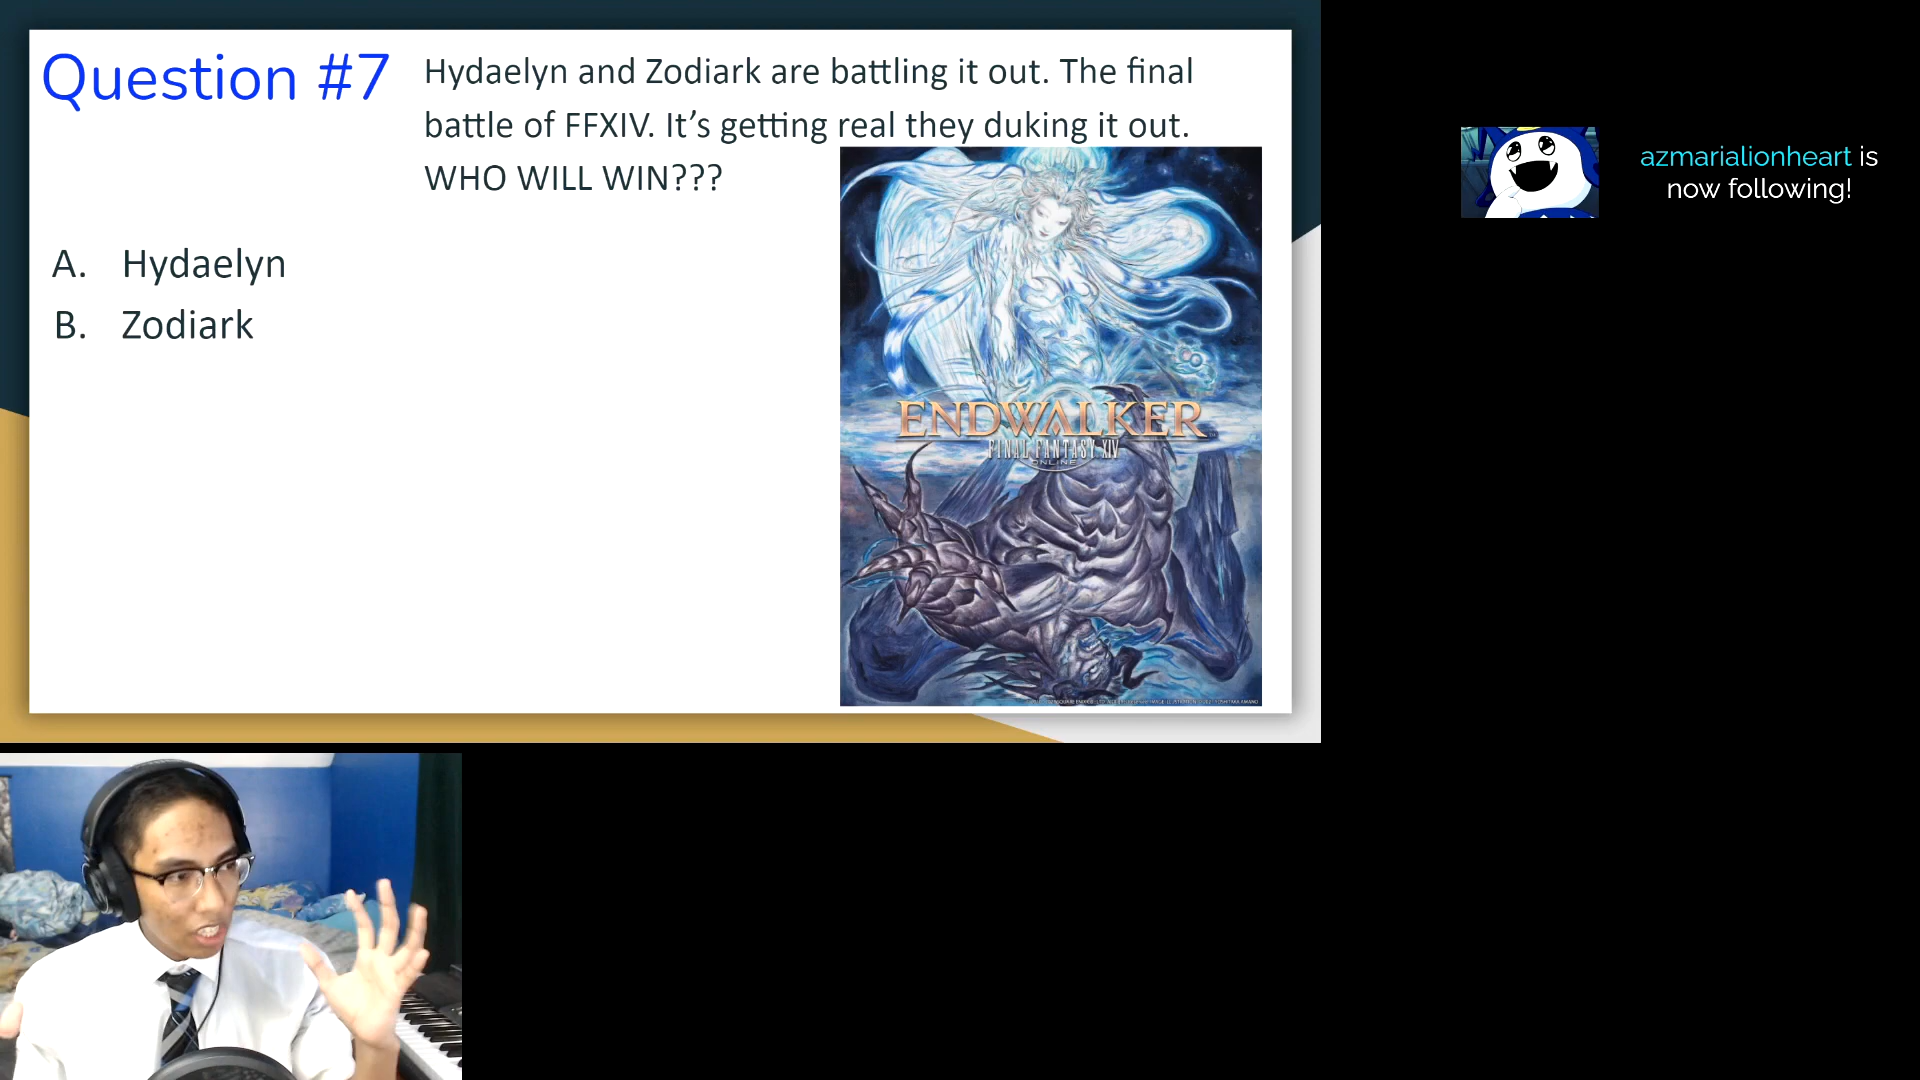 Question #7
Hydaelyn and Zodiark are battling it out. The final
battle of FFXIV. It’s getting real they duking it out.
WHO WILL WIN???
A. Hydaelyn
B. Zodiark
ENDWALKER
FINAL FANTASY XIV
ONLINE
azmarialionheart is
now following!